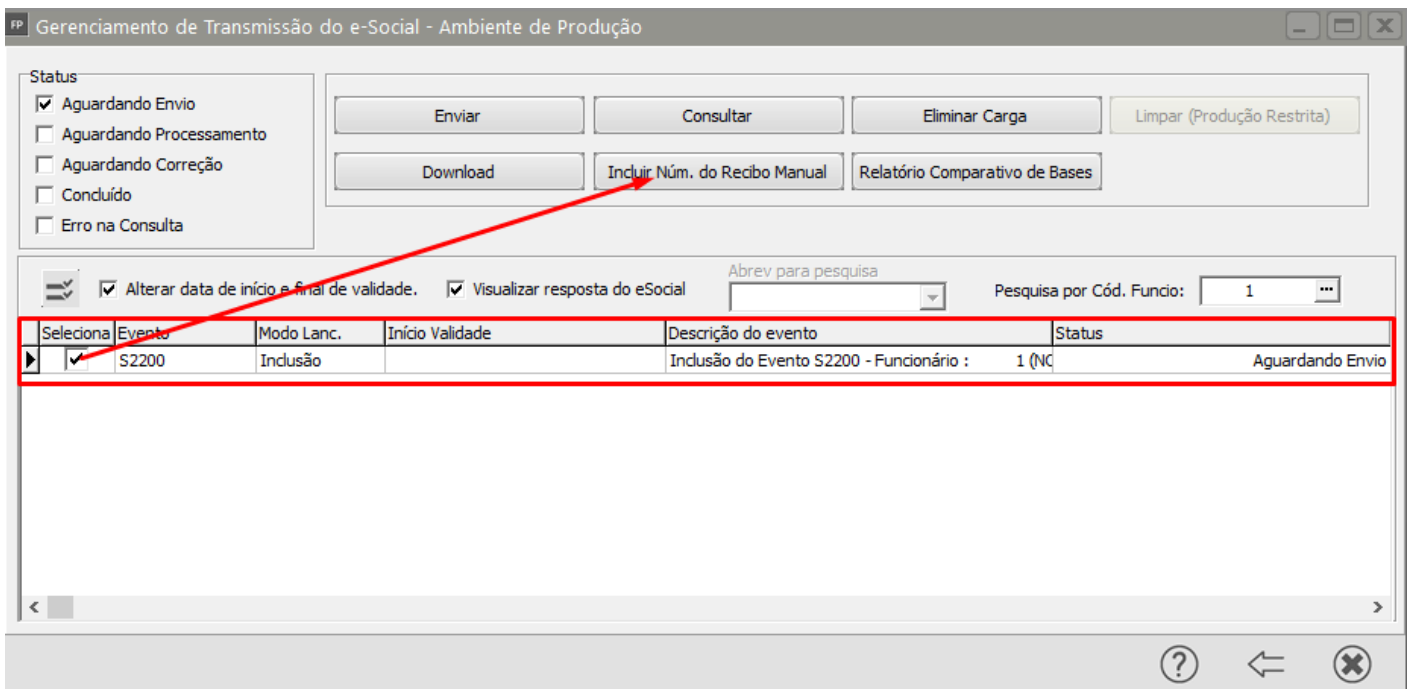 FP Gerenciamento de Transmissão do e-Social - Ambiente de Produção
Status
Aguardando Envio
Aguardando Processamento
Aguardando Correção
Concluído
Erro na Consulta
Enviar Consultar Eliminar Carga Limpar (Produção Restrita)
Download Incluir Núm. do Recibo Manual Relatório Comparativo de Bases
Abrev para pesquisa
Alterar data de início e final de validade. Visualizar resposta do eSocial Pesquisa por Cód. Funcio: 1 ...
Seleciona Evento Modo Lanc. Início Validade Descrição do evento Status
S2200 Inclusão Inclusão do Evento S2200 - Funcionário : 1 (NO Aguardando Envio
?